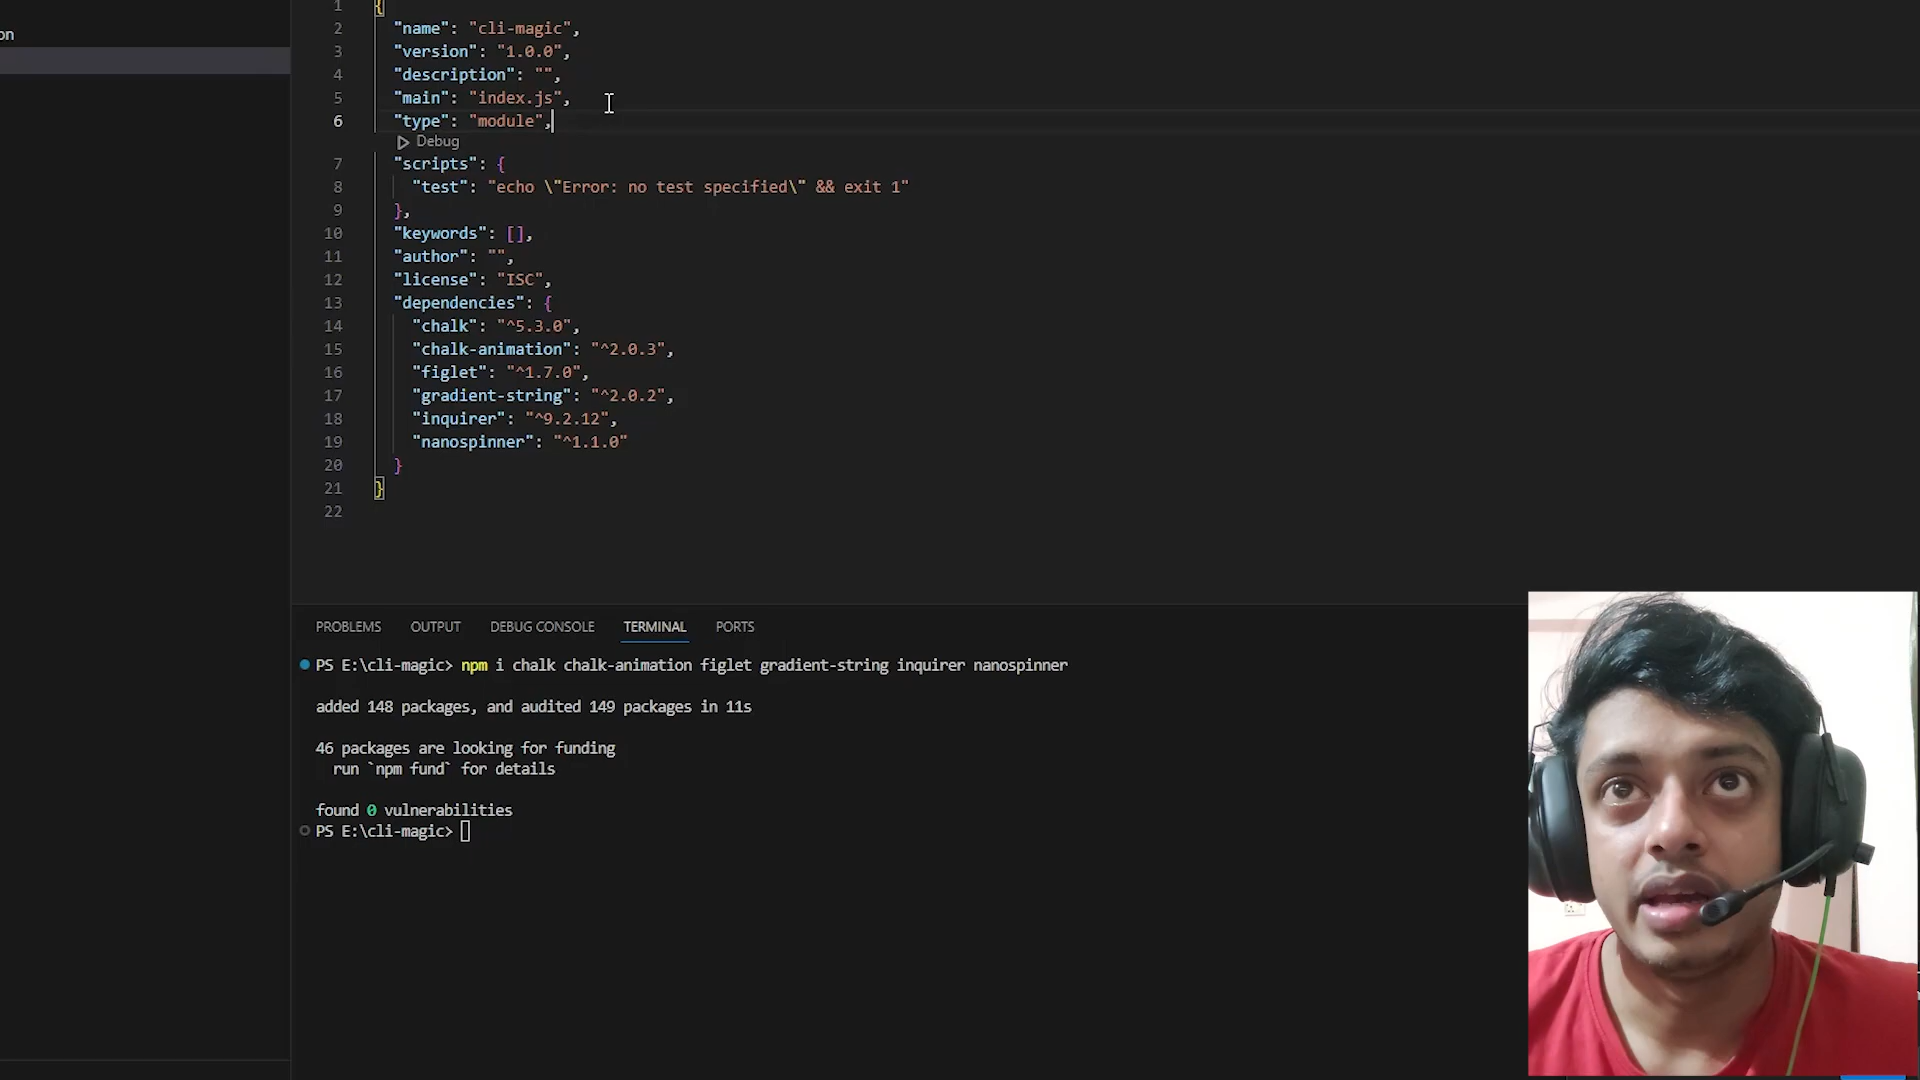 on
1 {
2 "name": "cli-magic",
3 "version": "1.0.0",
4 "description": "",
5 "main": "index.js",
6 "type": "module",
Debug
7 "scripts": {
8 "test": "echo \"Error: no test specified\" && exit 1"
9 },
10 "keywords": [],
11 "author": "",
12 "license": "ISC",
13 "dependencies": {
14 "chalk": "^5.3.0",
15 "chalk-animation": "^2.0.3",
16 "figlet": "^1.7.0",
17 "gradient-string": "^2.0.2",
18 "inquirer": "^9.2.12",
19 "nanospinner": "^1.1.0"
20 }
21 }
22
PROBLEMS OUTPUT DEBUG CONSOLE TERMINAL PORTS
PS E:\cli-magic> npm i chalk chalk-animation figlet gradient-string inquirer nanospinner
added 148 packages, and audited 149 packages in 11s
46 packages are looking for funding
run `npm fund` for details
found 0 vulnerabilities
PS E:\cli-magic>